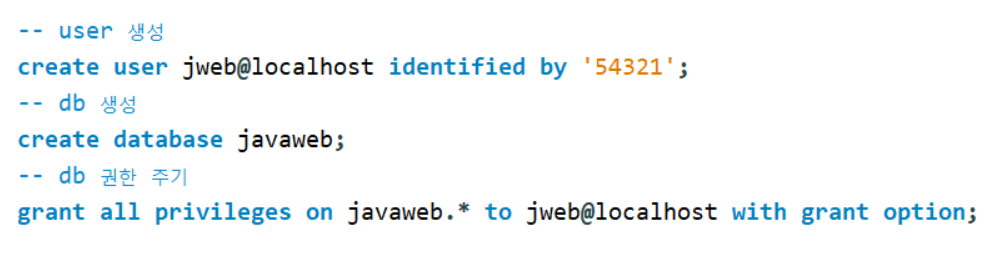 -- user 생성
create user jweb@localhost identified by '54321';
-- db 생성
create database javaweb;
-- db 권한 주기
grant all privileges on javaweb.* to jweb@localhost with grant option;